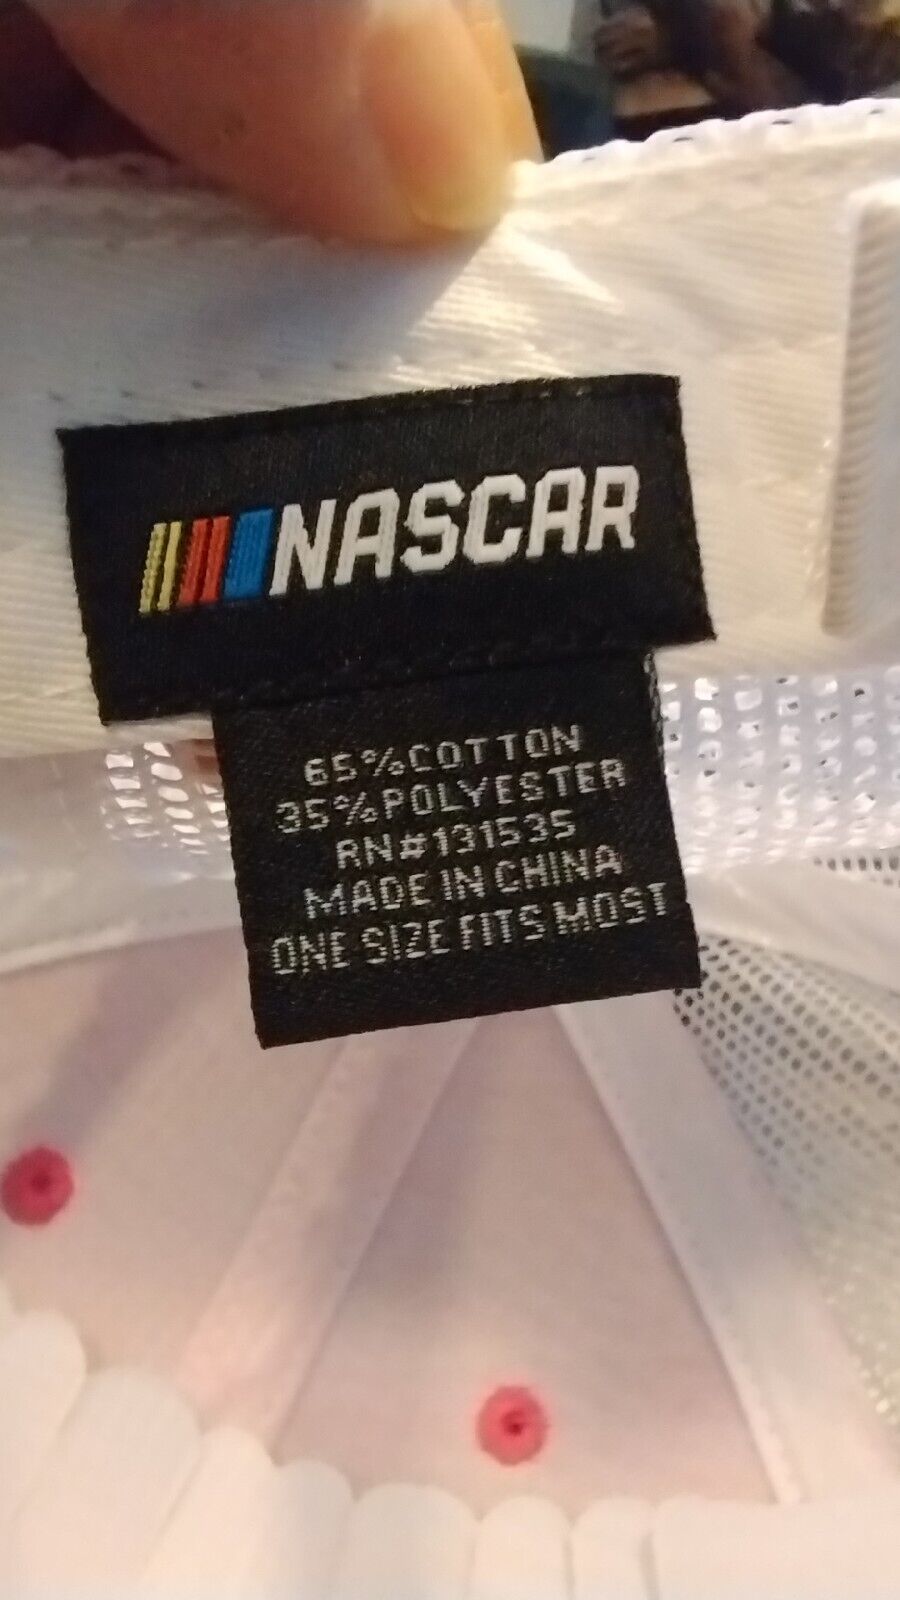 NASCAR
65%COTTON
35%POLYESTER
RN#131535
MADE IN CHINA
ONE SIZE FITS MOST